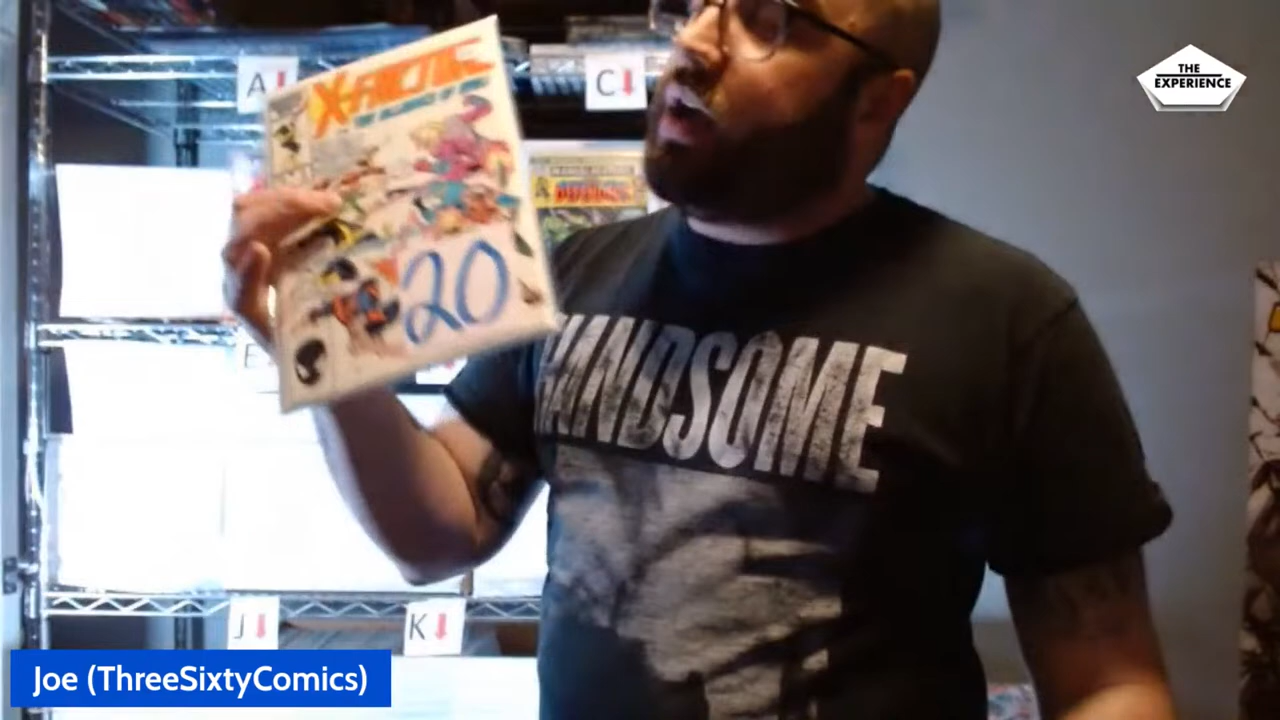 A
C
THE
EXPERIENCE
X-FACTOR
20
HANDSOME
J
K
Joe (ThreeSixtyComics)